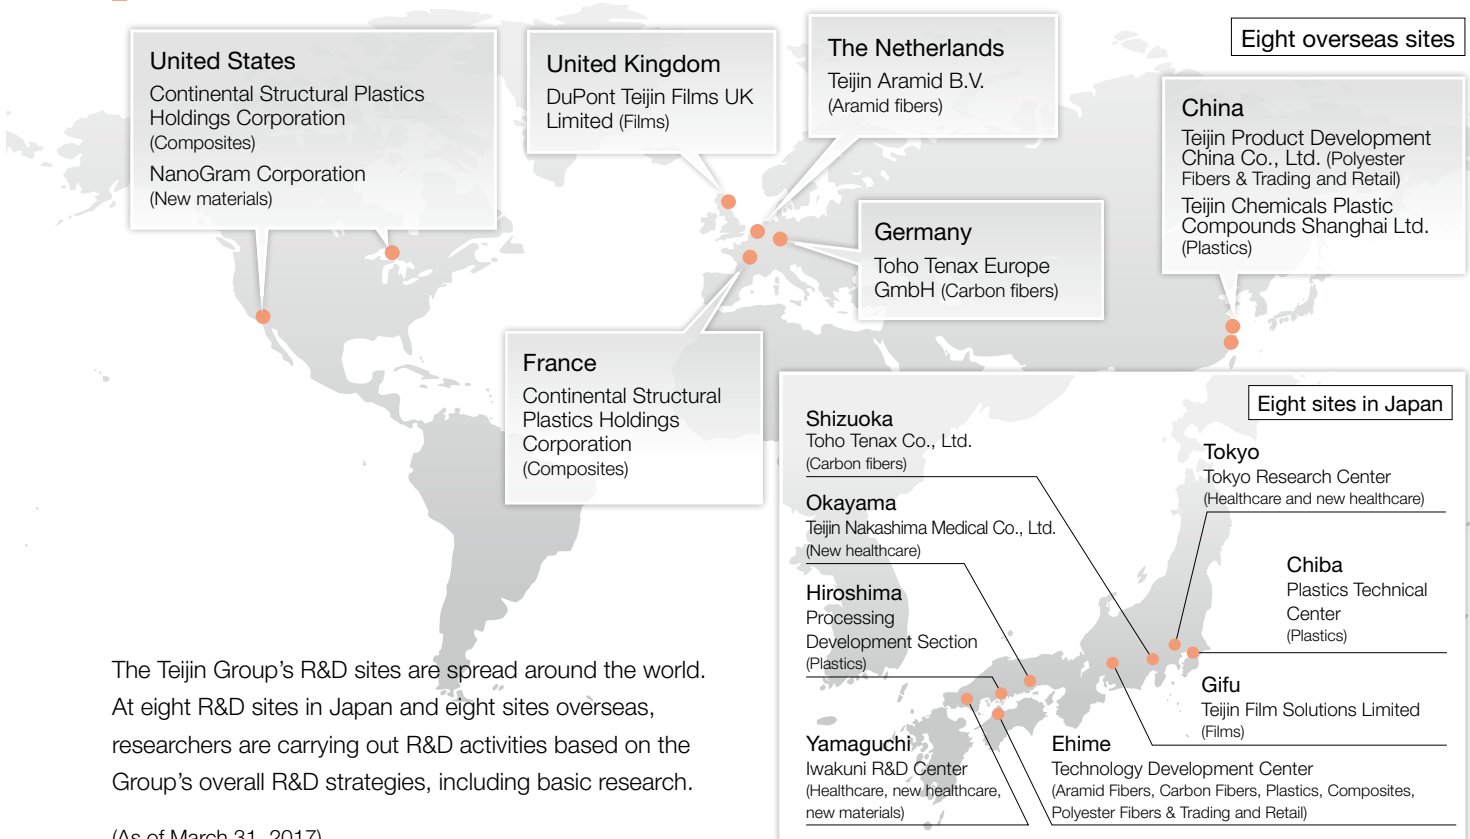 Eight overseas sites
United States
Continental Structural Plastics
Holdings Corporation
(Composites)
NanoGram Corporation
(New materials)
United Kingdom
DuPont Teijin Films UK
Limited (Films)
The Netherlands
Teijin Aramid B.V.
(Aramid fibers)
China
Teijin Product Development
China Co., Ltd. (Polyester
Fibers & Trading and Retail)
Teijin Chemicals Plastic
Compounds Shanghai Ltd.
(Plastics)
Germany
Toho Tenax Europe
GmbH (Carbon fibers)
France
Continental Structural
Plastics Holdings
Corporation
(Composites)
Eight sites in Japan
Shizuoka
Toho Tenax Co., Ltd.
(Carbon fibers)
Okayama
Teijin Nakashima Medical Co., Ltd.
(New healthcare)
Hiroshima
Processing
Development Section
(Plastics)
Yamaguchi
Iwakuni R&D Center
(Healthcare, new healthcare,
new materials)
Tokyo
Tokyo Research Center
(Healthcare and new healthcare)
Chiba
Plastics Technical
Center
(Plastics)
Gifu
Teijin Film Solutions Limited
(Films)
Ehime
Technology Development Center
(Aramid Fibers, Carbon Fibers, Plastics, Composites,
Polyester Fibers & Trading and Retail)
The Teijin Group's R&D sites are spread around the world.
At eight R&D sites in Japan and eight sites overseas,
researchers are carrying out R&D activities based on the
Group's overall R&D strategies, including basic research.
(As of March 31, 2017)